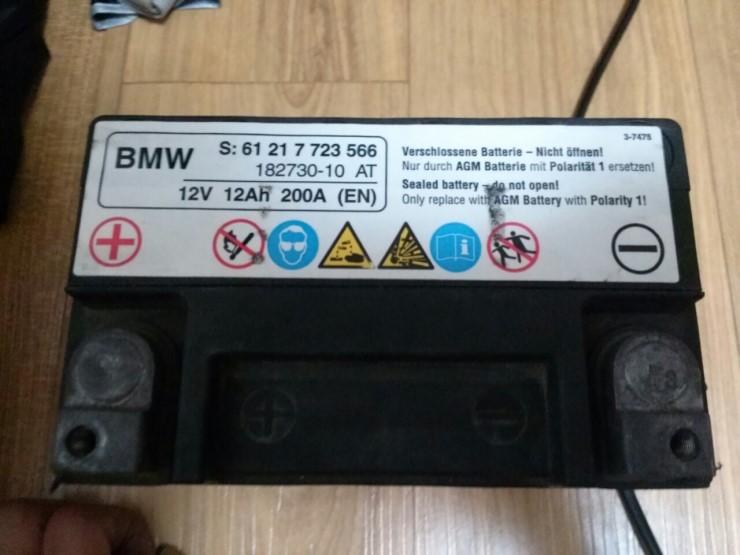 BMW
S: 61 21 7 723 566
182730-10 AT
12V 12Ah 200A (EN)
3-7475
Verschlossene Batterie – Nicht öffnen!
Nur durch AGM Batterie mit Polarität 1 ersetzen!
Sealed battery – do not open!
Only replace with AGM Battery with Polarity 1!